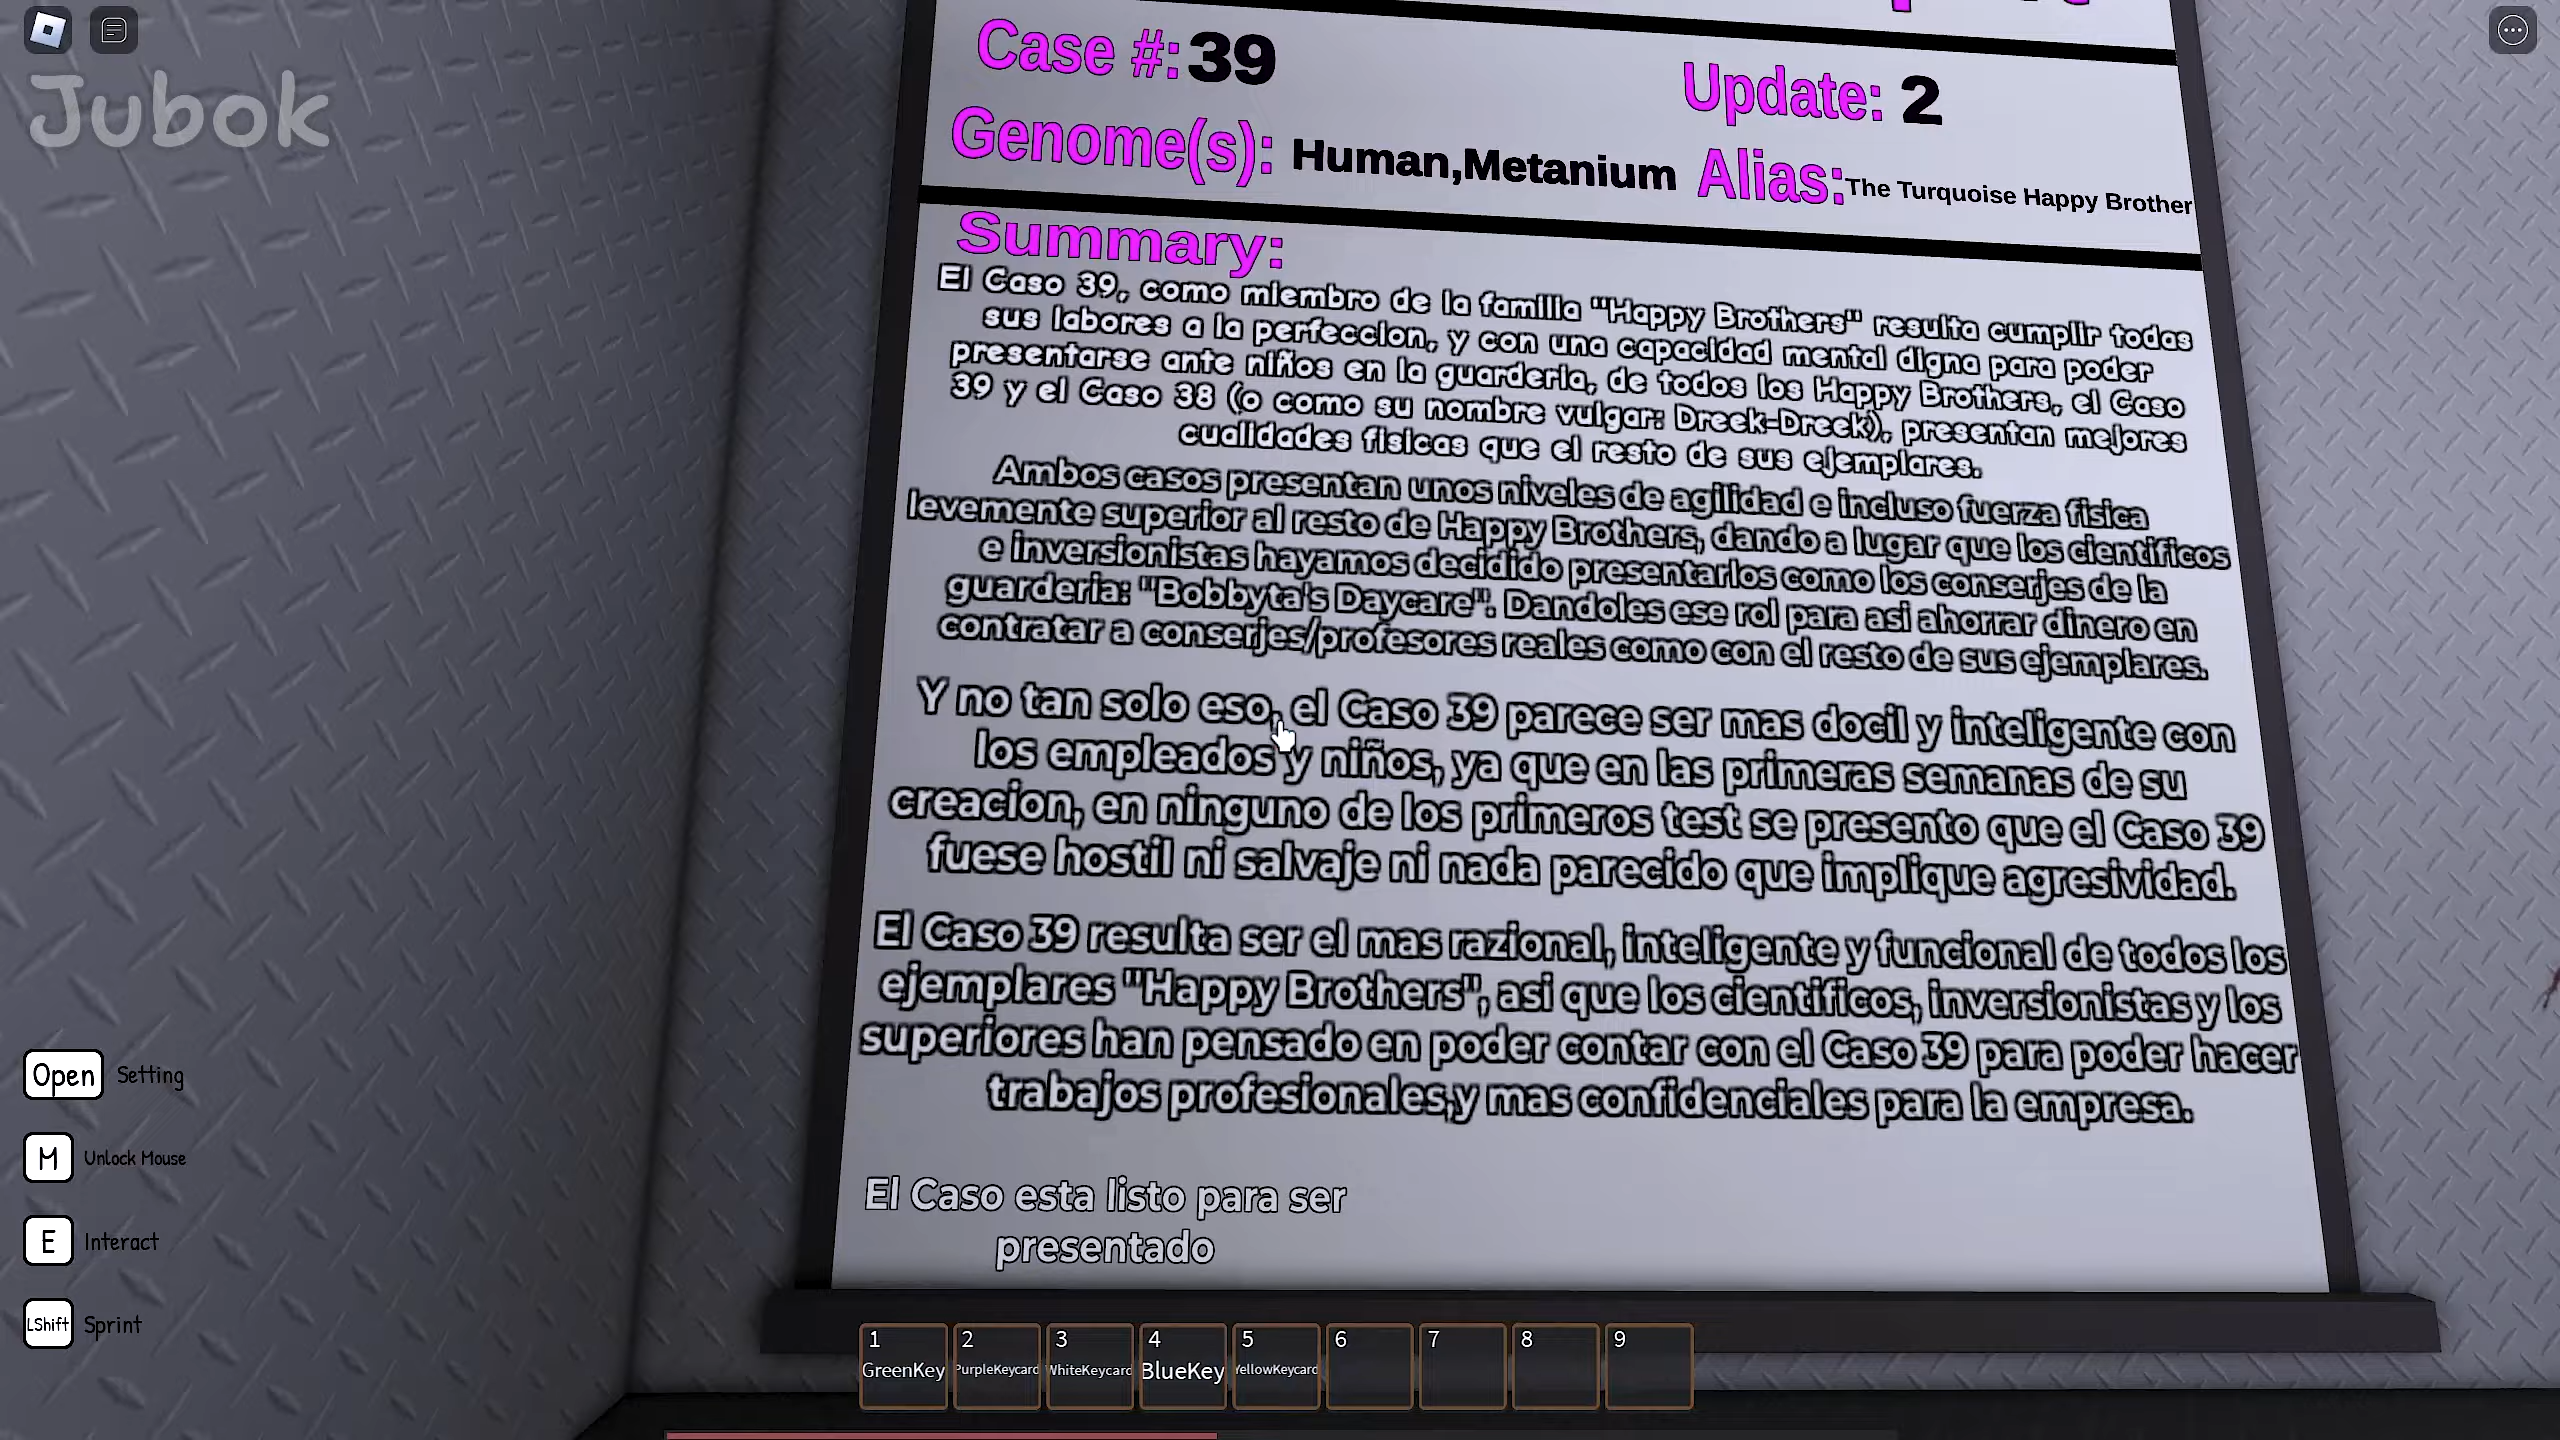 Jubok
Case #: 39
Update: 2
Genome(s): Human,Metanium
Alias: The Turquoise Happy Brother
Summary:
El Caso 39, como miembro de la familia "Happy Brothers" resulta cumplir todas
sus labores a la perfeccion, y con una capacidad mental digna para poder
presentarse ante niños en la guarderia, de todos los Happy Brothers, el Caso
39 y el Caso 38 (o como su nombre vulgar: Dreek-Dreek), presentan mejores
cualidades fisicas que el resto de sus ejemplares.
Ambos casos presentan unos niveles de agilidad e incluso fuerza fisica
levemente superior al resto de Happy Brothers, dando a lugar que los cientificos
e inversionistas hayamos decidido presentarlos como los conserjes de la
guarderia: "Bobbyta's Daycare". Dandoles ese rol para asi ahorrar dinero en
contratar a conserjes/profesores reales como con el resto de sus ejemplares.
Y no tan solo eso, el Caso 39 parece ser mas docil y inteligente con
los empleados y niños, ya que en las primeras semanas de su
creacion, en ninguno de los primeros test se presento que el Caso 39
fuese hostil ni salvaje ni nada parecido que implique agresividad.
El Caso 39 resulta ser el mas razional, inteligente y funcional de todos los
ejemplares "Happy Brothers", asi que los cientificos, inversionistas y los
superiores han pensado en poder contar con el Caso 39 para poder hacer
trabajos profesionales,y mas confidenciales para la empresa.
El Caso esta listo para ser
presentado
Open Setting
M Unlock Mouse
E Interact
LShift Sprint
1 2 3 4 5 6 7 8 9
GreenKey PurpleKeycard WhiteKeycard BlueKey YellowKeycard